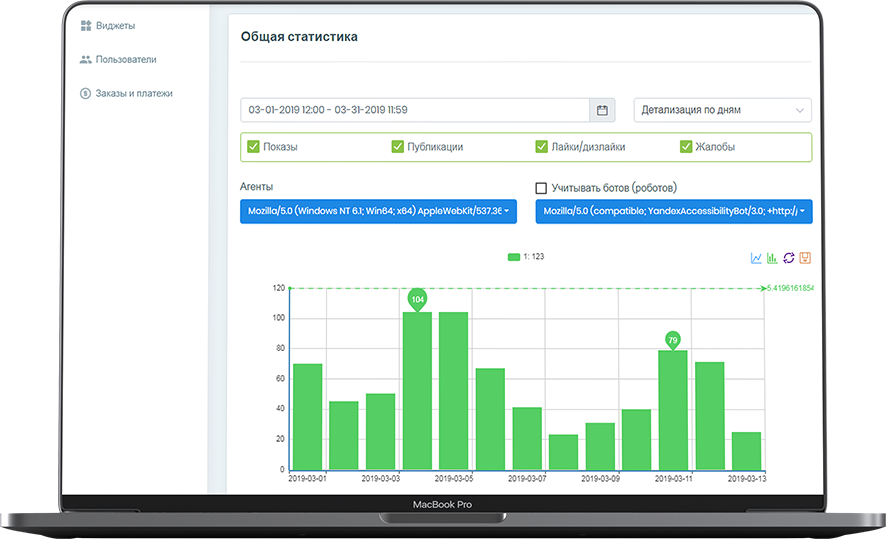 Виджеты
Пользователи
Заказы и платежи
Общая статистика
03-01-2019 12:00 - 03-31-2019 11:59
Детализация по дням
Показы
Публикации
Лайки/дизлайки
Жалобы
Агенты
Учитывать ботов (роботов)
Mozilla/5.0 (Windows NT 6.1; Win64; x64) AppleWebKit/537.36
Mozilla/5.0 (compatible; YandexAccessibilityBot/3.0; +http:/
1: 123
120
5.4196161854
104
100
79
80
60
40
20
0
2019-03-01
2019-03-03
2019-03-05
2019-03-07
2019-03-09
2019-03-11
2019-03-13
MacBook Pro